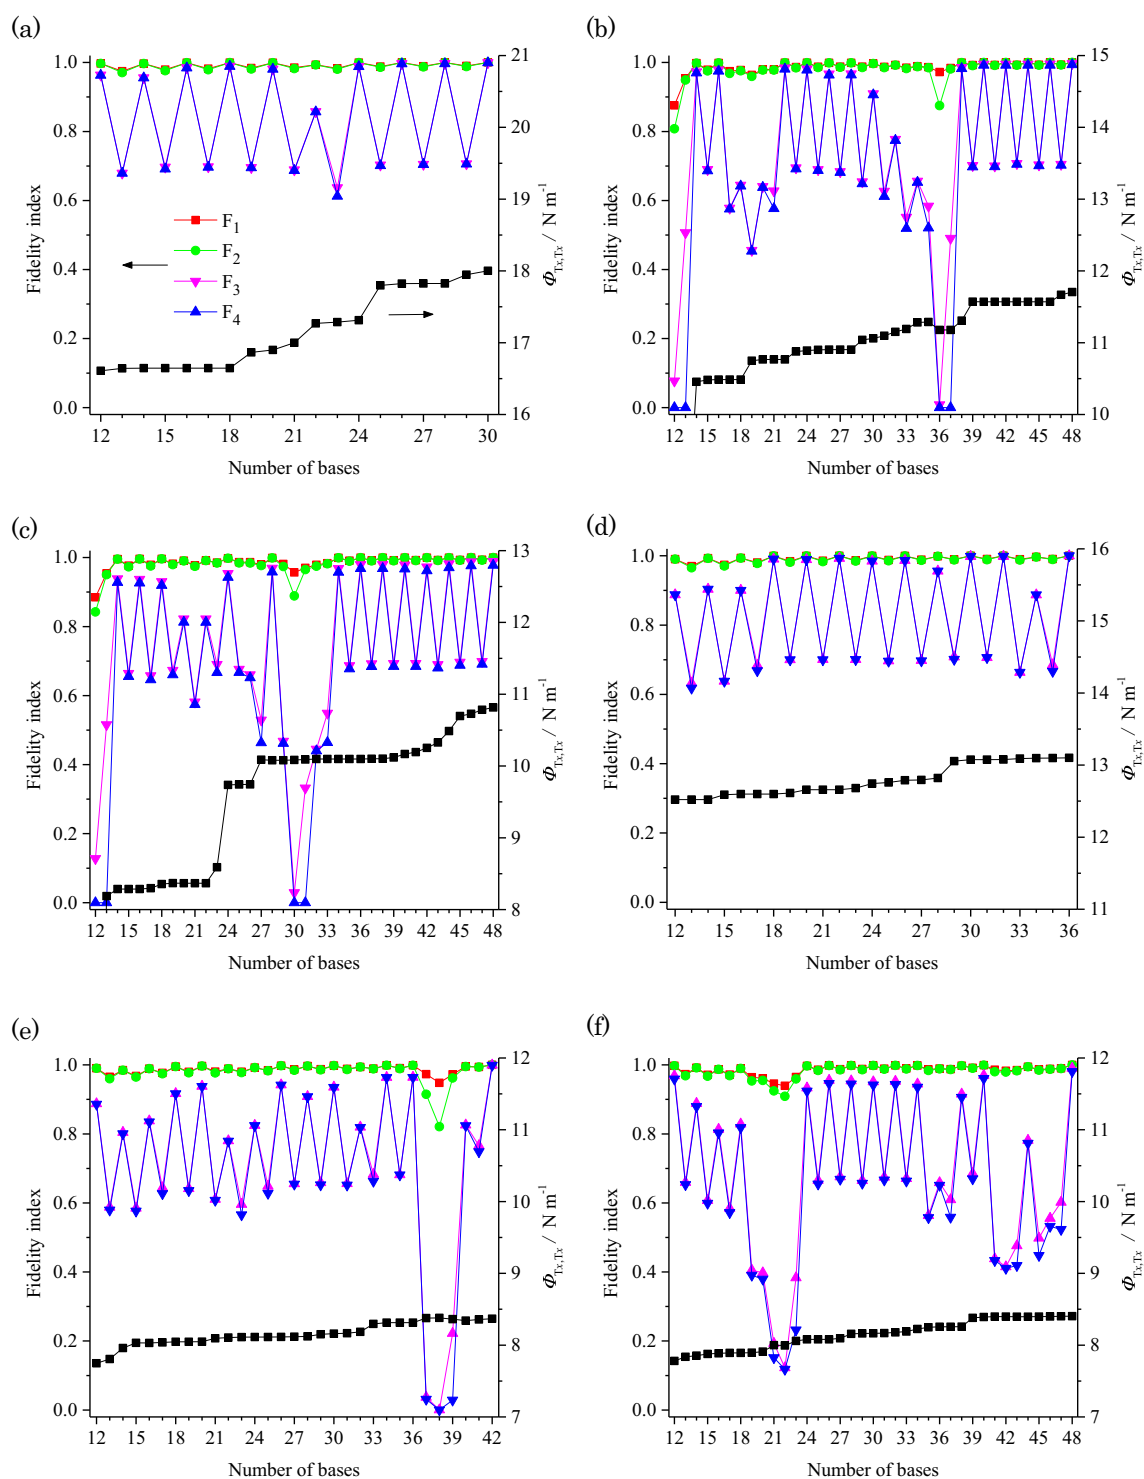 (a)
1.0
0.8
0.6
0.4
0.2
0.0
Fidelity index
F1
F2
F3
F4
21
20
19
18
17
16
ΦTx,Tx / N m-1
12 15 18 21 24 27 30
Number of bases
(b)
1.0
0.8
0.6
0.4
0.2
0.0
Fidelity index
15
14
13
12
11
10
ΦTx,Tx / N m-1
12 15 18 21 24 27 30 33 36 39 42 45 48
Number of bases
(c)
1.0
0.8
0.6
0.4
0.2
0.0
Fidelity index
13
12
11
10
9
8
ΦTx,Tx / N m-1
12 15 18 21 24 27 30 33 36 39 42 45 48
Number of bases
(d)
1.0
0.8
0.6
0.4
0.2
0.0
Fidelity index
16
15
14
13
12
11
ΦTx,Tx / N m-1
12 15 18 21 24 27 30 33 36
Number of bases
(e)
1.0
0.8
0.6
0.4
0.2
0.0
Fidelity index
12
11
10
9
8
7
ΦTx,Tx / N m-1
12 15 18 21 24 27 30 33 36 39 42
Number of bases
(f)
1.0
0.8
0.6
0.4
0.2
0.0
Fidelity index
12
11
10
9
8
7
ΦTx,Tx / N m-1
12 15 18 21 24 27 30 33 36 39 42 45 48
Number of bases